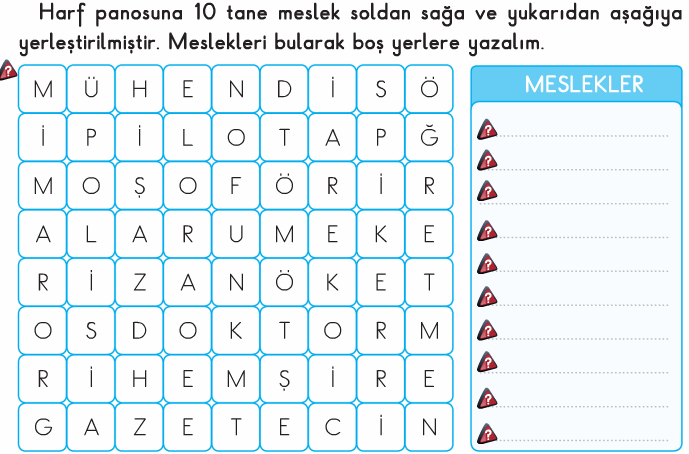 Harf panosuna 10 tane meslek soldan sağa ve yukarıdan aşağıya
yerleştirilmiştir. Meslekleri bularak boş yerlere yazalım.
M Ü H E N D İ S Ö
İ P İ L O T A P Ğ
M O Ş O F Ö R İ R
A L A R U M E K E
R İ Z A N Ö K E T
O S D O K T O R M
R İ H E M Ş İ R E
G A Z E T E C İ N
MESLEKLER